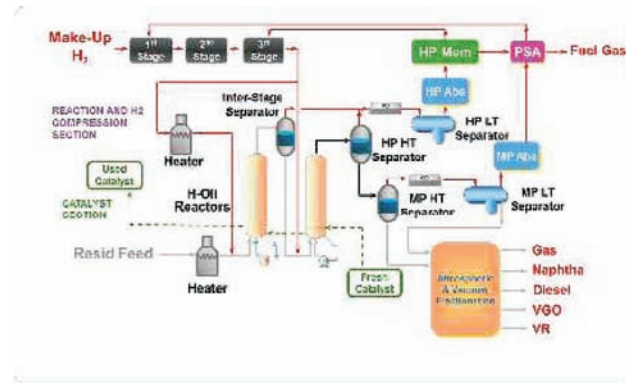 Make-Up
H₂
1st
Stage
2nd
Stage
3rd
Stage
HP Mem
PSA
Fuel Gas
HP Abs
Inter-Stage
Separator
REACTION AND H2
COMPRESSION
SECTION
Heater
HP HT
Separator
HP LT
Separator
MP Abs
Used
Catalyst
CATALYST
SECTION
H-Oil
Reactors
MP HT
Separator
MP LT
Separator
Resid Feed
Heater
Fresh
Catalyst
Atmospheric
& Vacuum
Fractionation
Gas
Naphtha
Diesel
VGO
VR